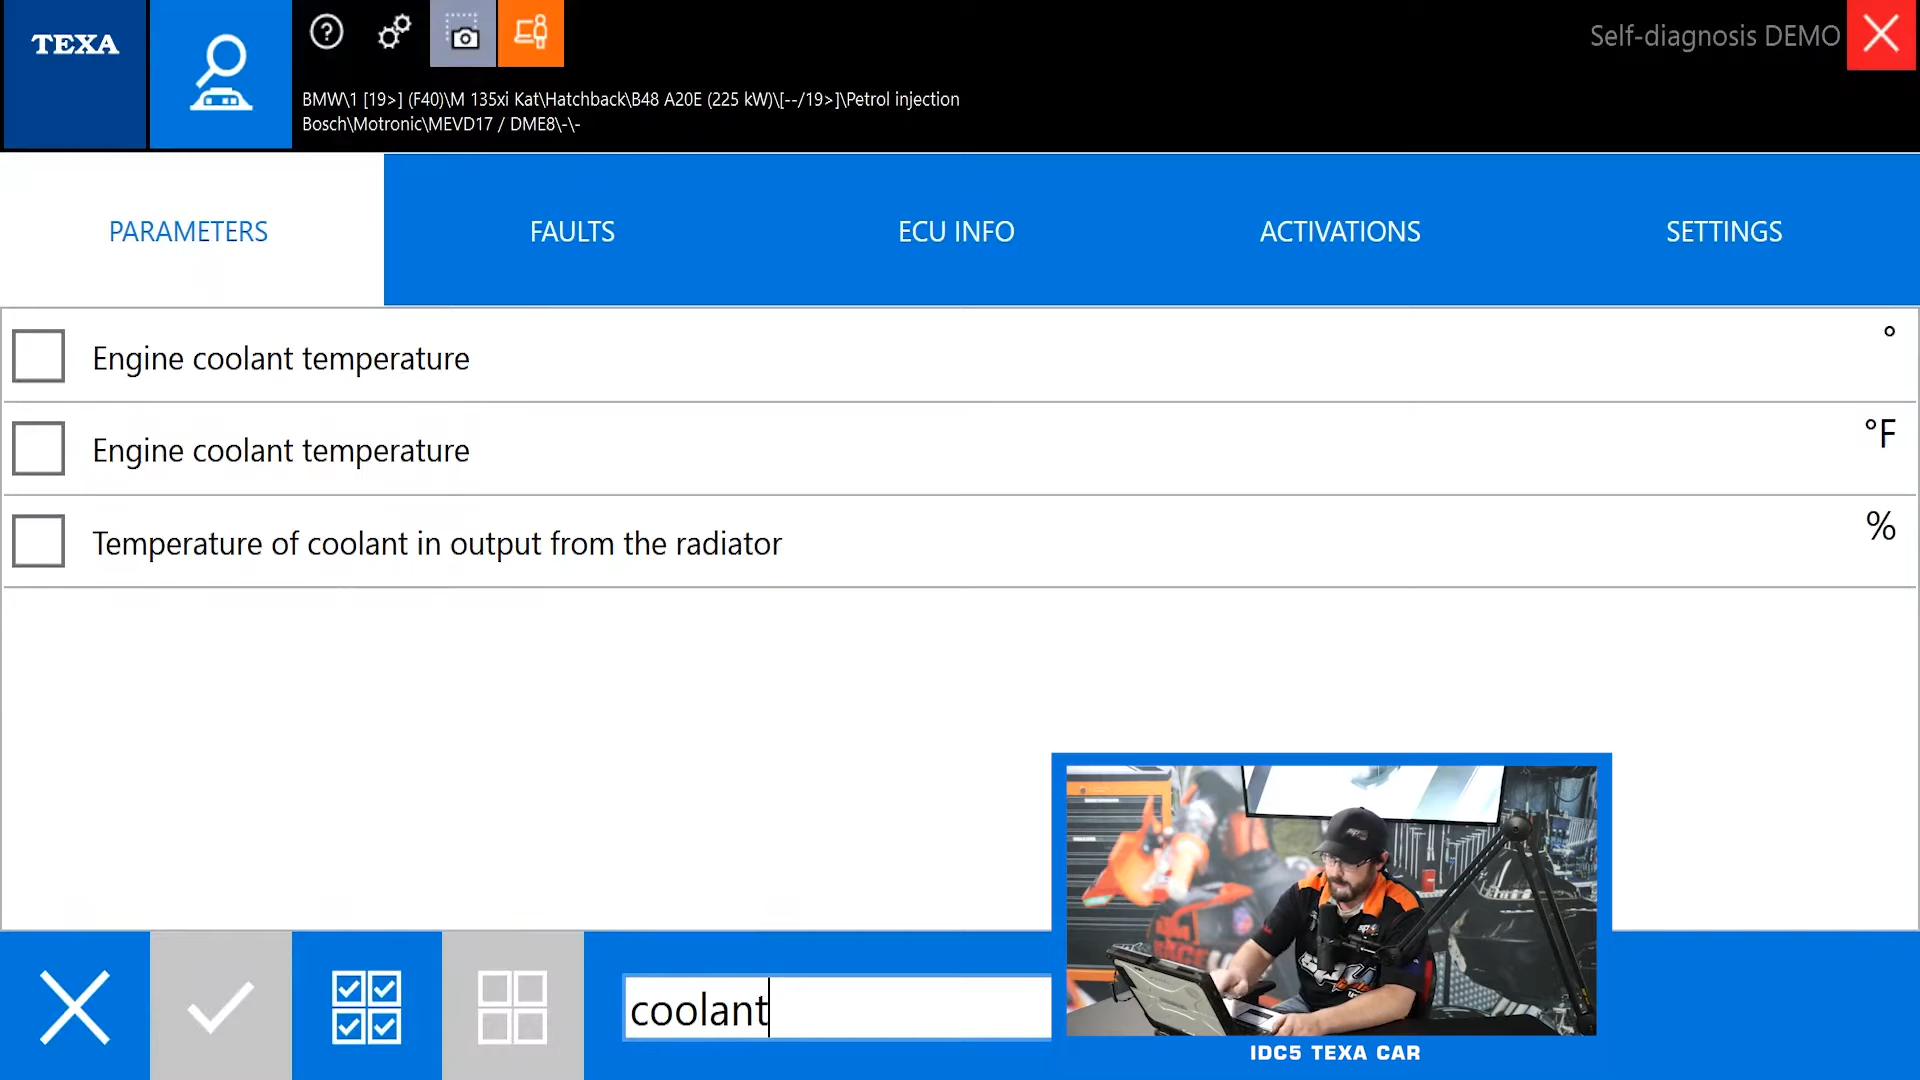 TEXA
Self-diagnosis DEMO
BMW\1 [19>] (F40)\M 135xi Kat\Hatchback\B48 A20E (225 kW)\[--/19>]\Petrol injection
Bosch\Motronic\MEVD17 / DME8\-\-
PARAMETERS
FAULTS
ECU INFO
ACTIVATIONS
SETTINGS
Engine coolant temperature
°
Engine coolant temperature
°F
Temperature of coolant in output from the radiator
%
coolant
IDC5 TEXA CAR